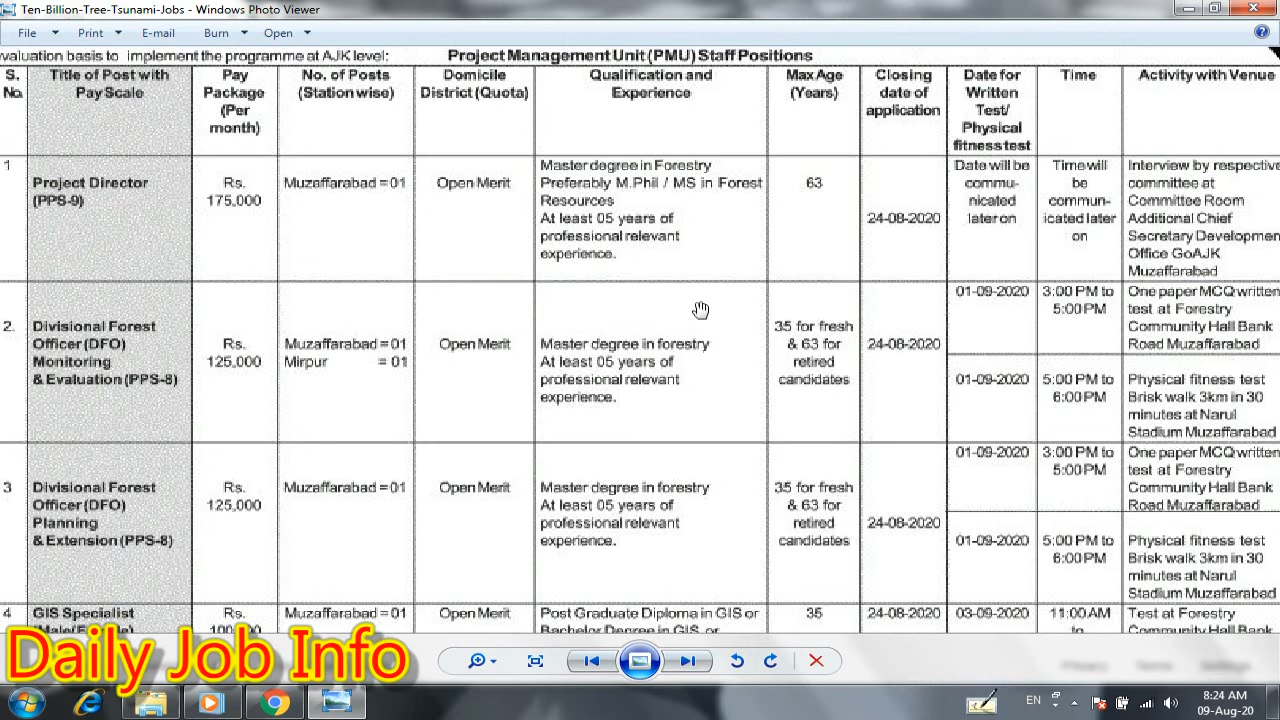 Ten-Billion-Tree-Tsunami-Jobs - Windows Photo Viewer
File Print E-mail Burn Open
valuation basis to implement the programme at AJK level: Project Management Unit (PMU) Staff Positions
S. No. Title of Post with Pay Scale Pay Package (Per month) No. of Posts (Station wise) Domicile District (Quota) Qualification and Experience Max Age (Years) Closing date of application Date for Written Test/ Physical fitness test Time Activity with Venue
1 Project Director (PPS-9) Rs. 175,000 Muzaffarabad = 01 Open Merit Master degree in Forestry Preferably M.Phil / MS in Forest Resources At least 05 years of professional relevant experience. 63 24-08-2020 Date will be commu-nicated later on Time will be commun-icated later on Interview by respective committee at Committee Room Additional Chief Secretary Developmen Office GoAJK Muzaffarabad
2. Divisional Forest Officer (DFO) Monitoring & Evaluation (PPS-8) Rs. 125,000 Muzaffarabad = 01 Mirpur = 01 Open Merit Master degree in forestry At least 05 years of professional relevant experience. 35 for fresh & 63 for retired candidates 24-08-2020 01-09-2020 3:00 PM to 5:00 PM One paper MCQ written test at Forestry Community Hall Bank Road Muzaffarabad
01-09-2020 5:00 PM to 6:00 PM Physical fitness test Brisk walk 3km in 30 minutes at Narul Stadium Muzaffarabad
3 Divisional Forest Officer (DFO) Planning & Extension (PPS-8) Rs. 125,000 Muzaffarabad = 01 Open Merit Master degree in forestry At least 05 years of professional relevant experience. 35 for fresh & 63 for retired candidates 24-08-2020 01-09-2020 3:00 PM to 5:00 PM One paper MCQ written test at Forestry Community Hall Bank Road Muzaffarabad
01-09-2020 5:00 PM to 6:00 PM Physical fitness test Brisk walk 3km in 30 minutes at Narul Stadium Muzaffarabad
4 GIS Specialist Rs. Muzaffarabad = 01 Open Merit Post Graduate Diploma in GIS or Bachelor Degree in GIS or 35 24-08-2020 03-09-2020 11:00 AM to Test at Forestry Community Hall Bank
Daily Job Info
EN
8:24 AM
09-Aug-20